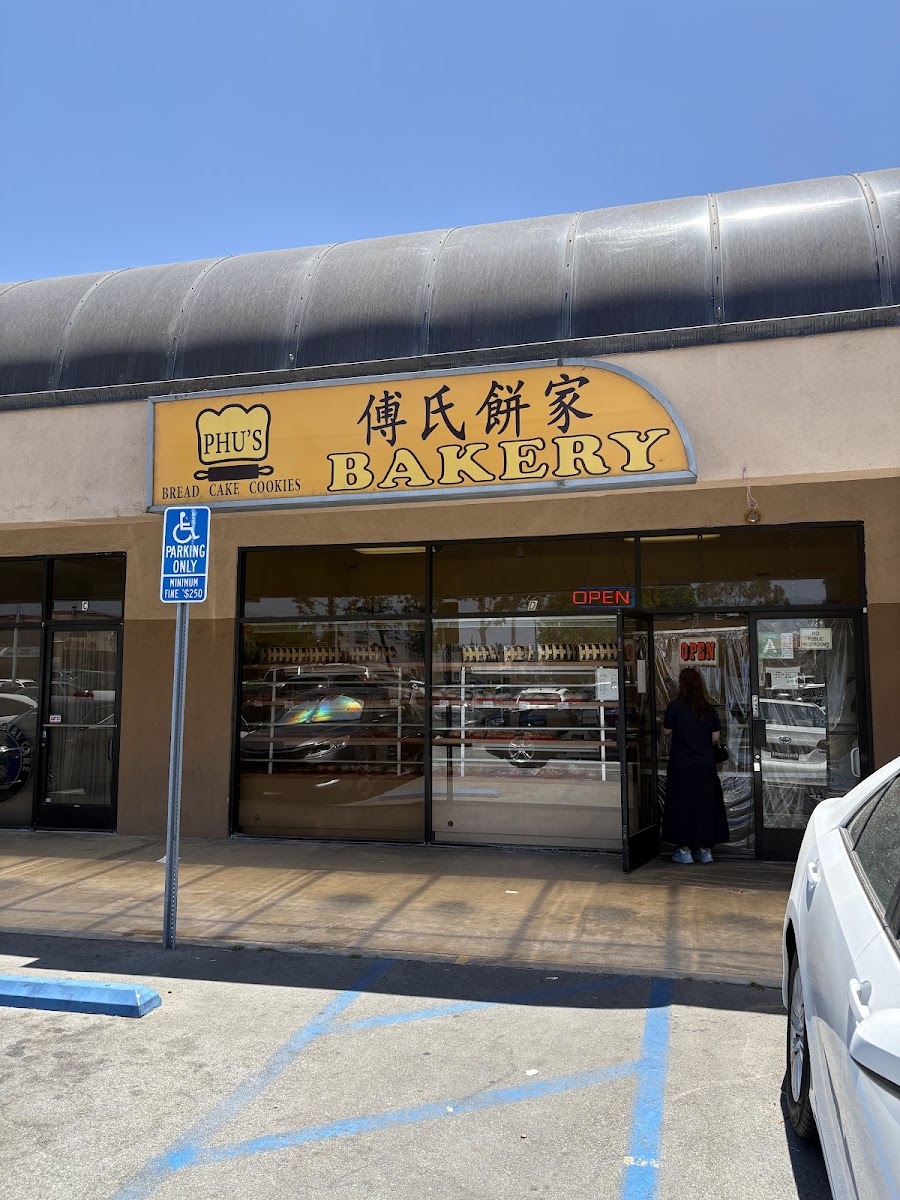 PHU'S
BREAD, CAKE COOKIES
傅氏餅家
BAKERY
PARKING
ONLY
MINIMUM
FINE $250
C
D
OPEN
OPEN
A
NO
PUBLIC
RESTROOMS